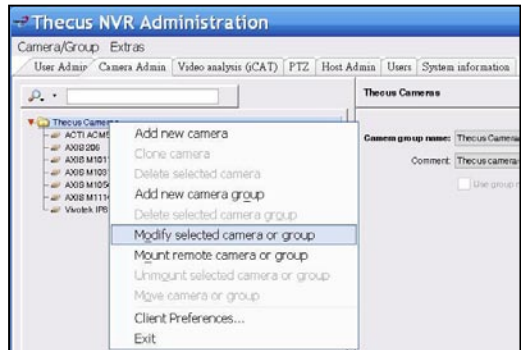 Thecus NVR Administration
Camera/Group Extras
User Admin Camera Admin Video analysis (iCAT) PTZ Host Admin Users System information
Thecus Cameras
Thecus Cameras
ACTi ACM5
AXIS 206
AXIS M101
AXIS M103
AXIS M105
AXIS M111
Vivotek IP8
Add new camera
Clone camera
Delete selected camera
Add new camera group
Delete selected camera group
Modify selected camera or group
Mount remote camera or group
Unmount selected camera or group
Move camera or group
Client Preferences...
Exit
Camera group name: Thecus Camera
Comment: Thecus camera
Use group